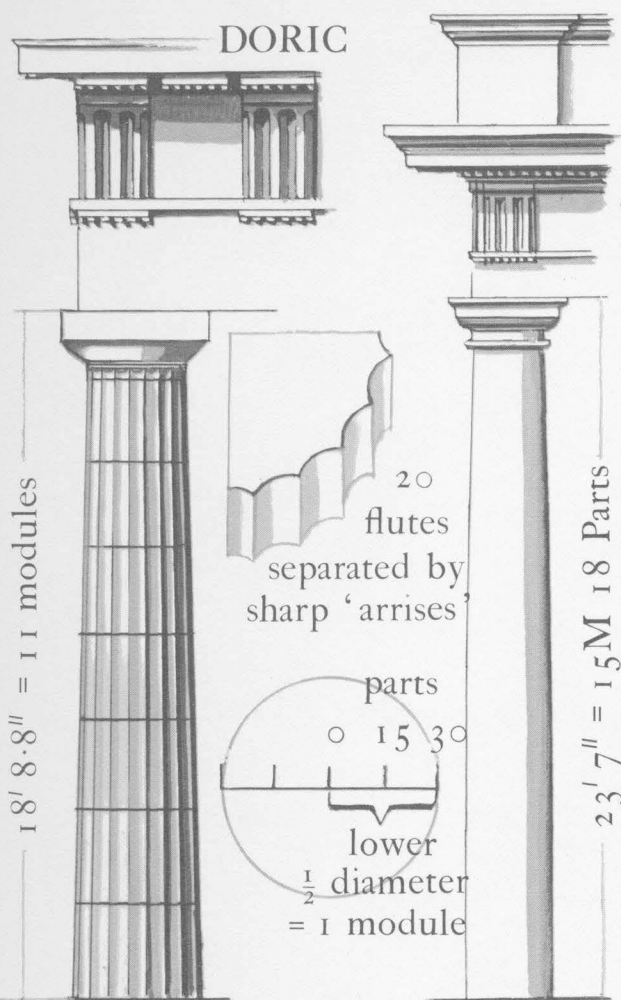 DORIC
18' 8·8" = 11 modules
20
flutes
separated by
sharp ‘arrises’
parts
0 15 30
lower
½ diameter
= 1 module
23' 7" = 15M 18 Parts